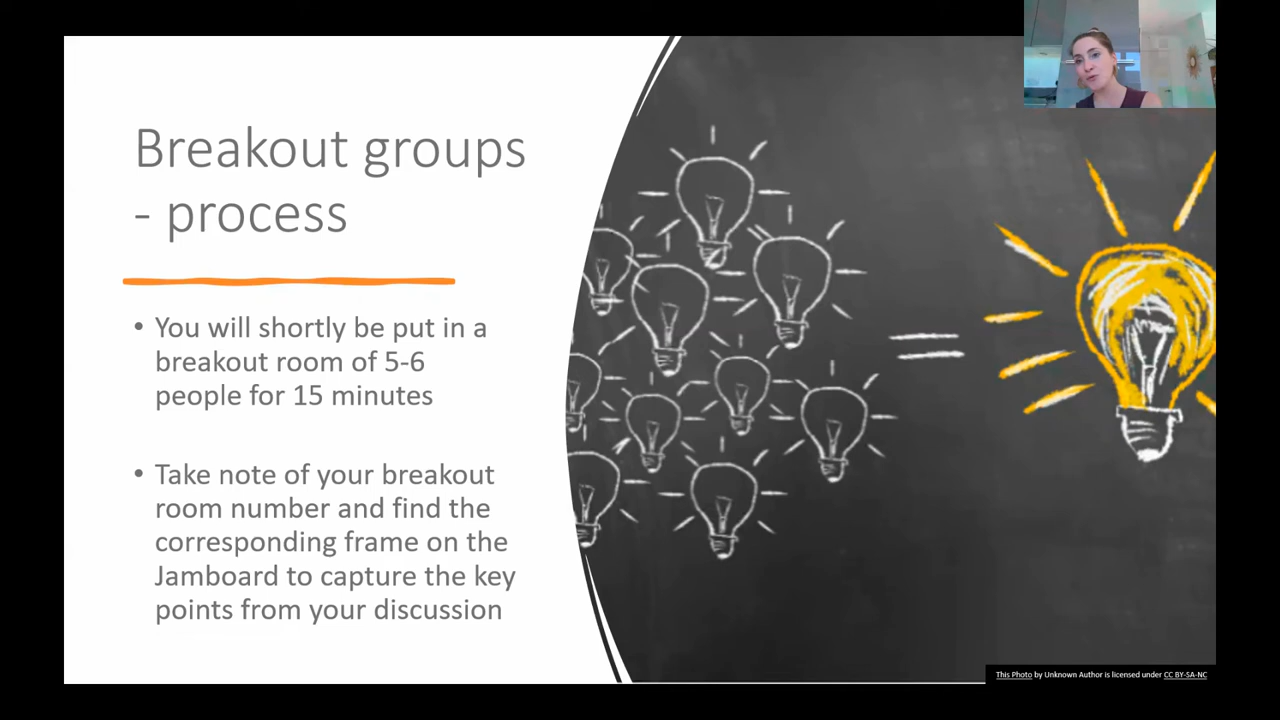 Breakout groups
- process
• You will shortly be put in a
breakout room of 5-6
people for 15 minutes
• Take note of your breakout
room number and find the
corresponding frame on the
Jamboard to capture the key
points from your discussion
This Photo by Unknown Author is licensed under CC BY-SA-NC